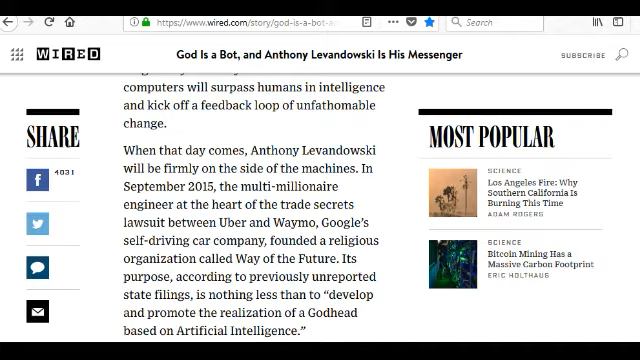 https://www.wired.com/story/god-is-a-bot-a
Search
WIRED
God Is a Bot, and Anthony Levandowski Is His Messenger
SUBSCRIBE
computers will surpass humans in intelligence
and kick off a feedback loop of unfathomable
change.
When that day comes, Anthony Levandowski
will be firmly on the side of the machines. In
September 2015, the multi-millionaire
engineer at the heart of the trade secrets
lawsuit between Uber and Waymo, Google's
self-driving car company, founded a religious
organization called Way of the Future. Its
purpose, according to previously unreported
state filings, is nothing less than to “develop
and promote the realization of a Godhead
based on Artificial Intelligence.”
SHARE
4031
MOST POPULAR
SCIENCE
Los Angeles Fire: Why
Southern California Is
Burning This Time
ADAM ROGERS
SCIENCE
Bitcoin Mining Has a
Massive Carbon Footprint
ERIC HOLTHAUS